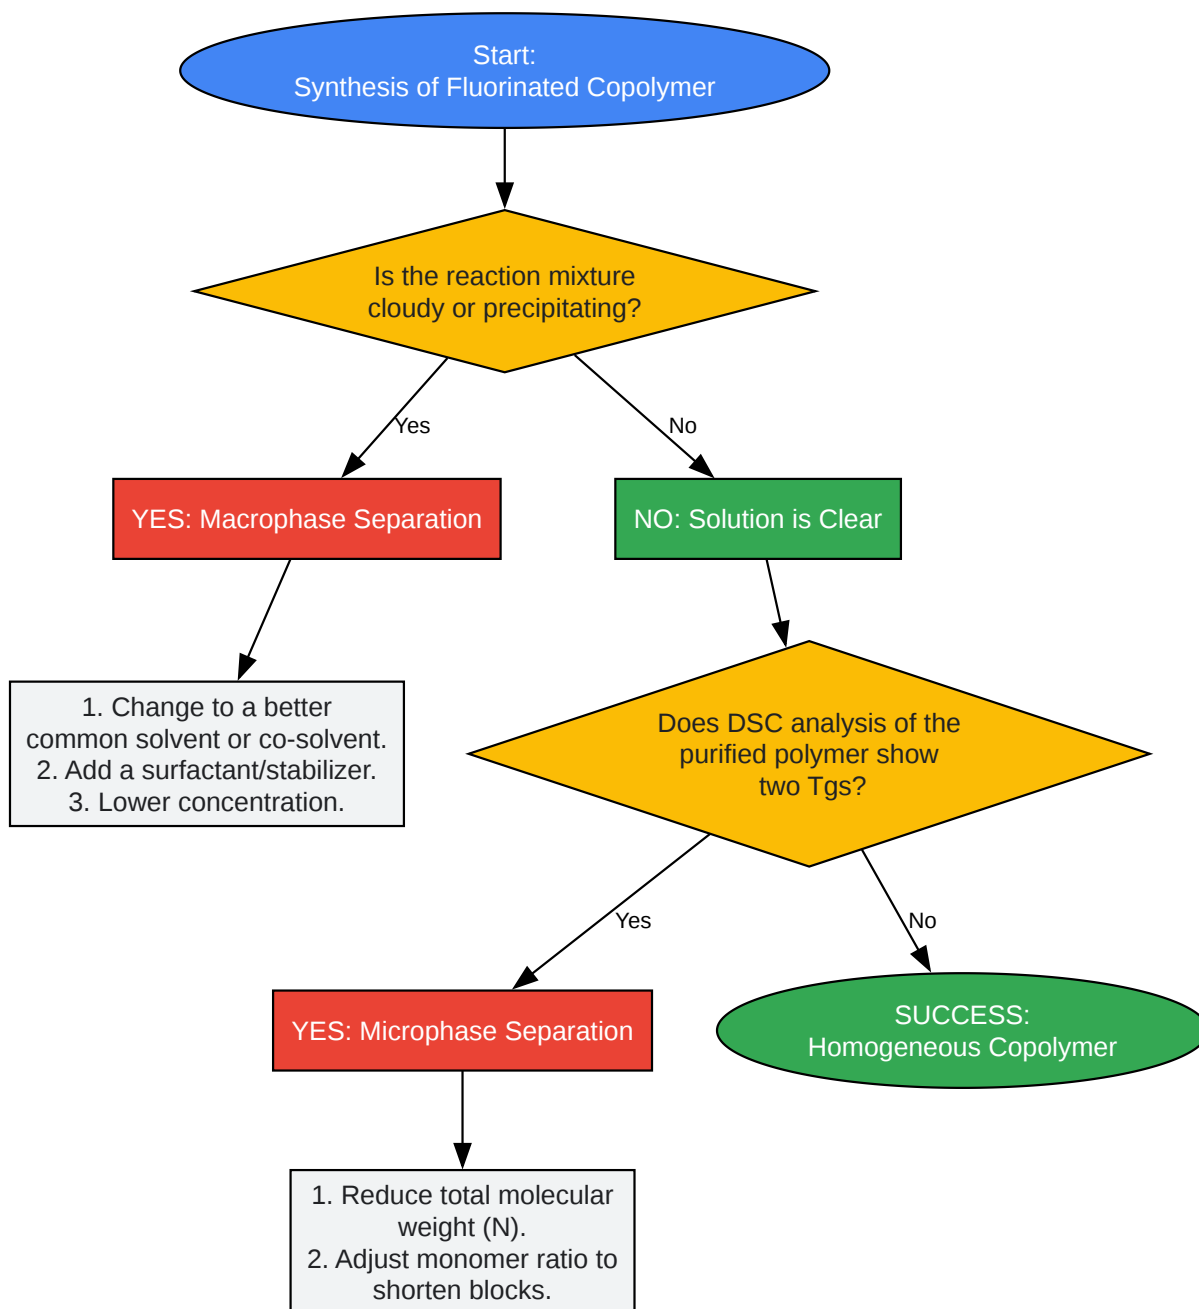 Start:
Synthesis of Fluorinated Copolymer
Is the reaction mixture
cloudy or precipitating?
Yes
No
YES: Macrophase Separation
NO: Solution is Clear
1. Change to a better
common solvent or co-solvent.
2. Add a surfactant/stabilizer.
3. Lower concentration.
Does DSC analysis of the
purified polymer show
two Tgs?
Yes
No
YES: Microphase Separation
SUCCESS:
Homogeneous Copolymer
1. Reduce total molecular
weight (N).
2. Adjust monomer ratio to
shorten blocks.